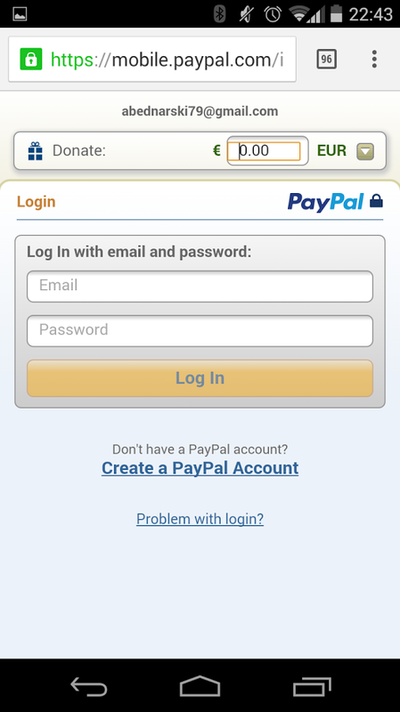 22:43
https://mobile.paypal.com/i
96
abednarski79@gmail.com
Donate: € 0.00 EUR
Login PayPal
Log In with email and password:
Email
Password
Log In
Don't have a PayPal account?
Create a PayPal Account
Problem with login?